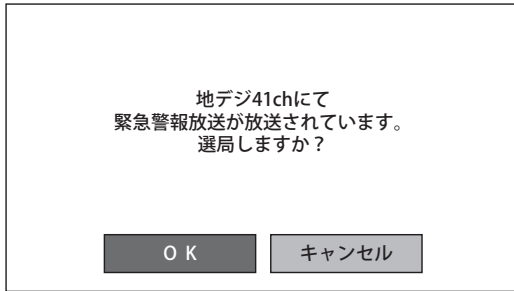 地デジ41chにて
緊急警報放送が放送されています。
選局しますか？
O K
キャンセル